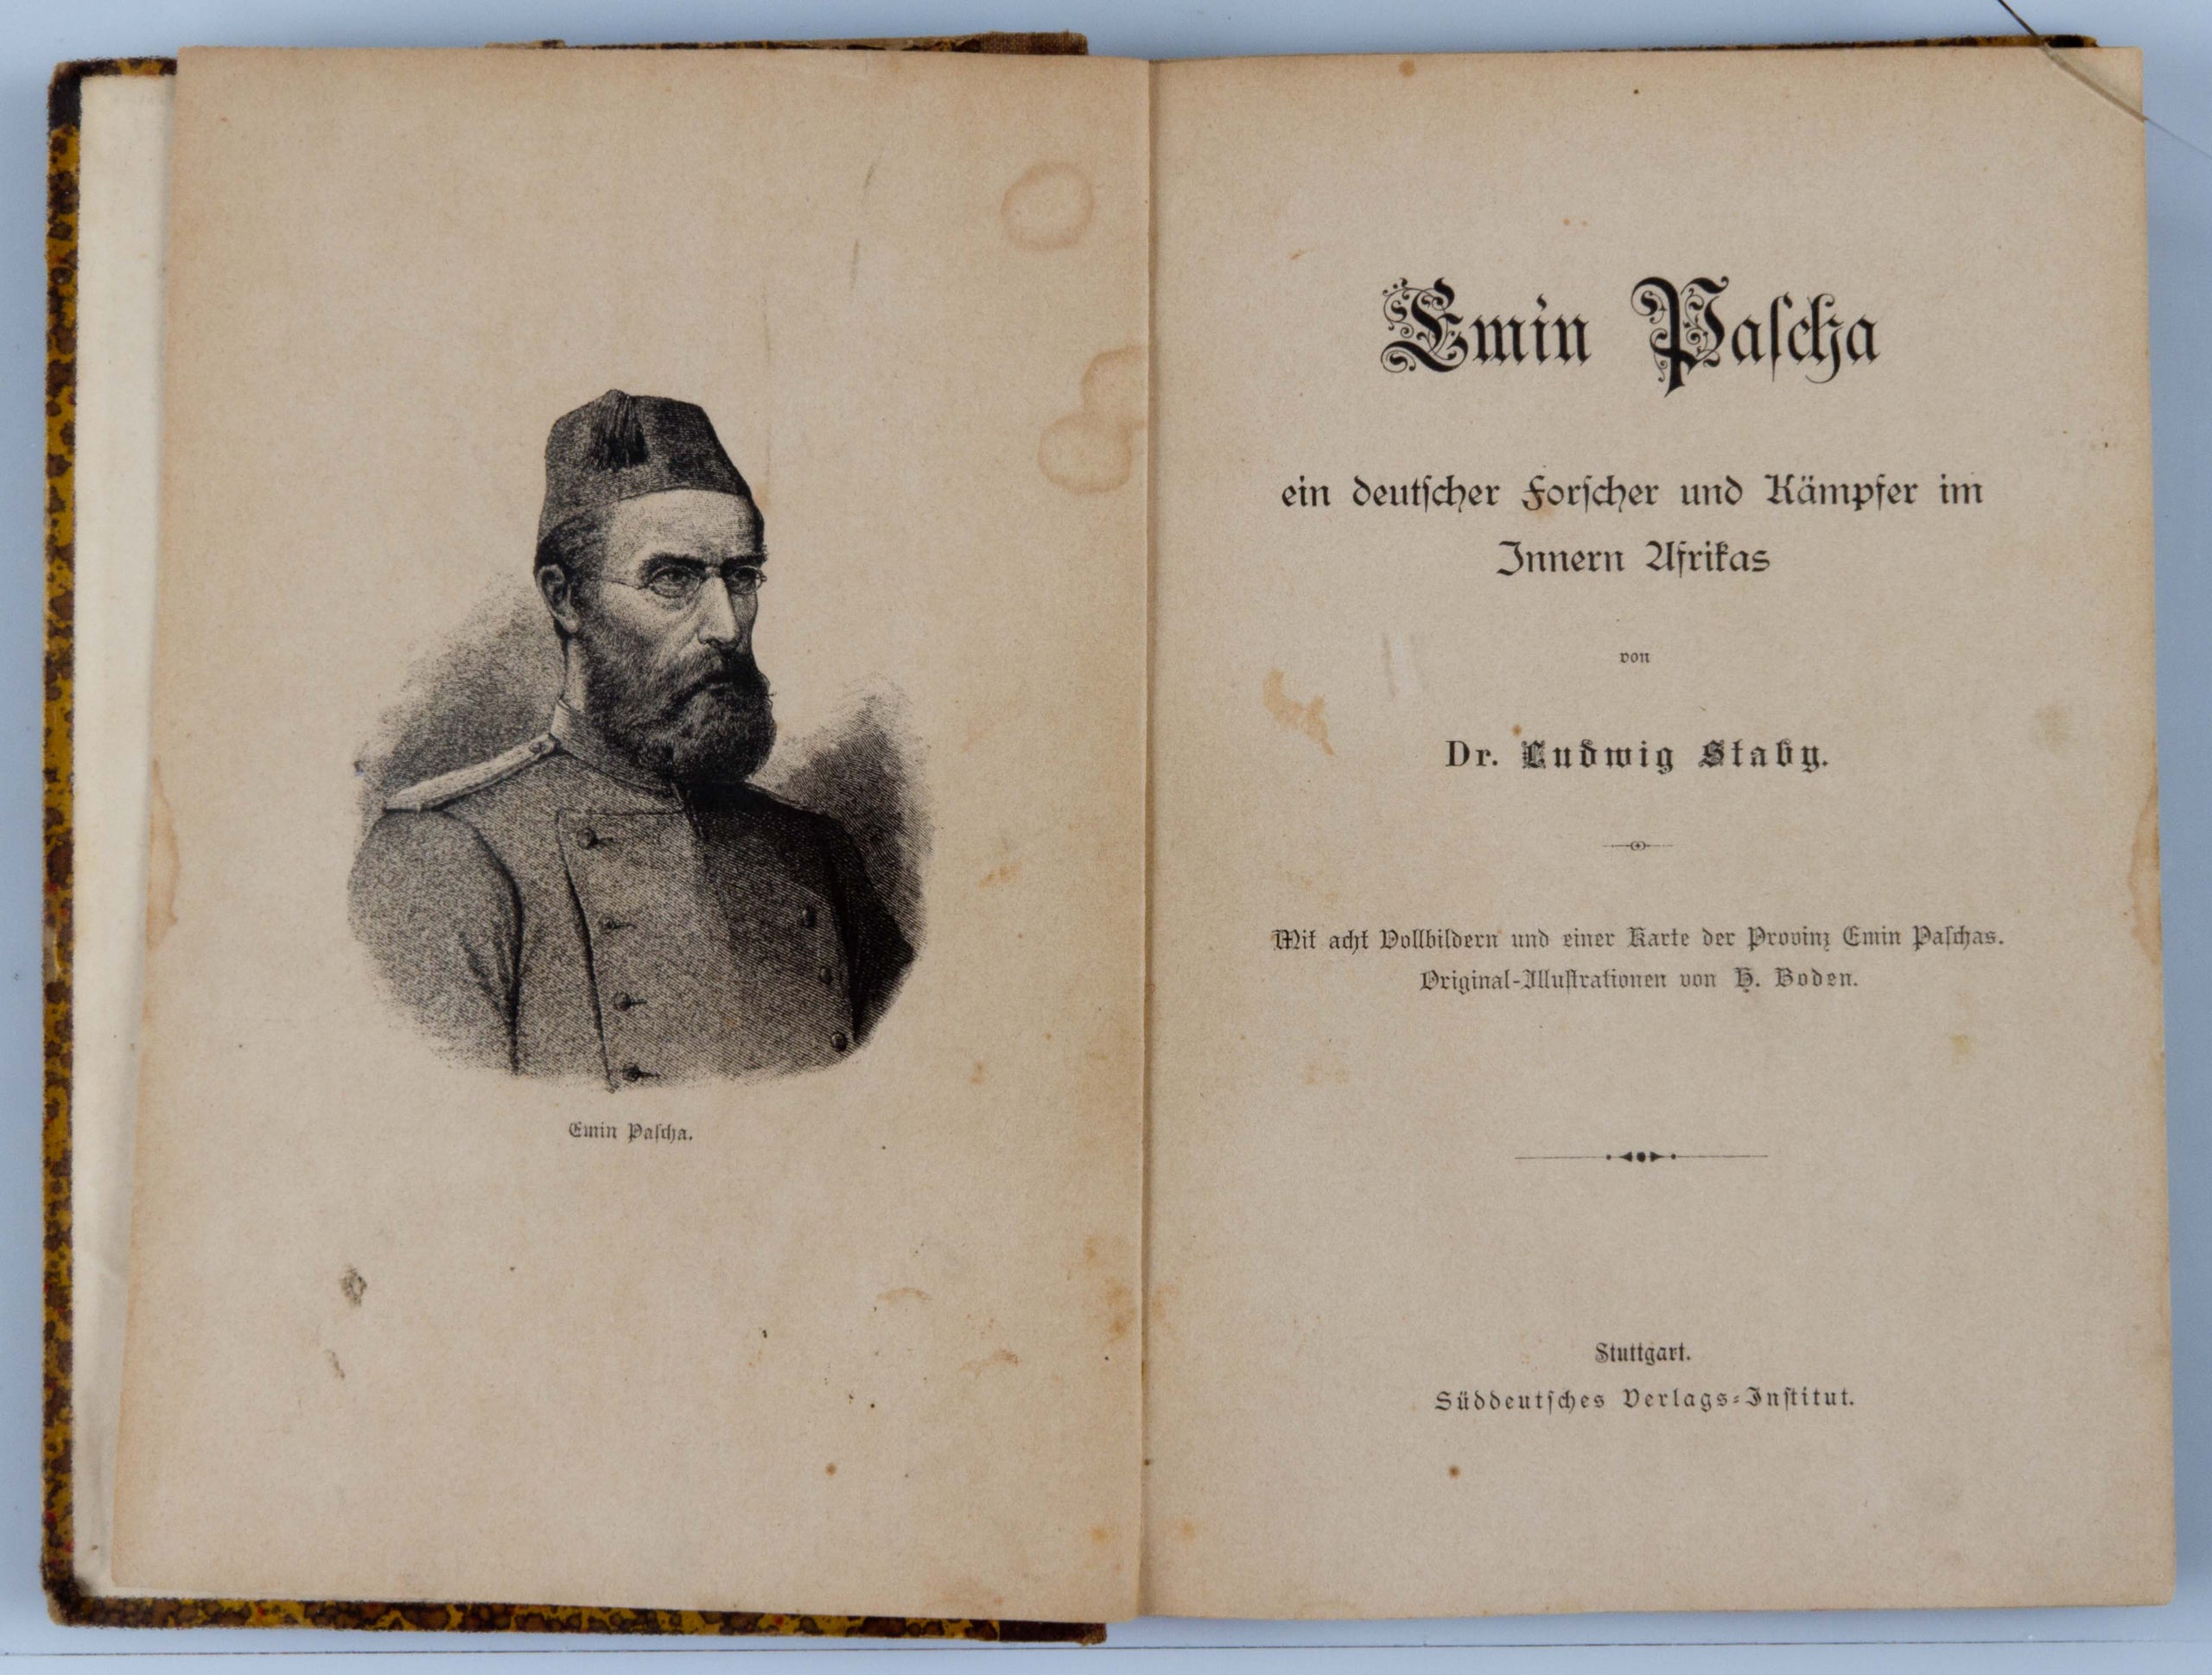 Emin Paſcha.
Emin Paſcha
ein deutſcher Forſcher und Kämpfer im
Innern Afrikas
von
Dr. Ludwig Staby.
Mit acht Vollbildern und einer Karte der Provinz Emin Paſchas.
Original-Illuſtrationen von H. Boden.
Stuttgart.
Süddeutſches Verlags-Inſtitut.